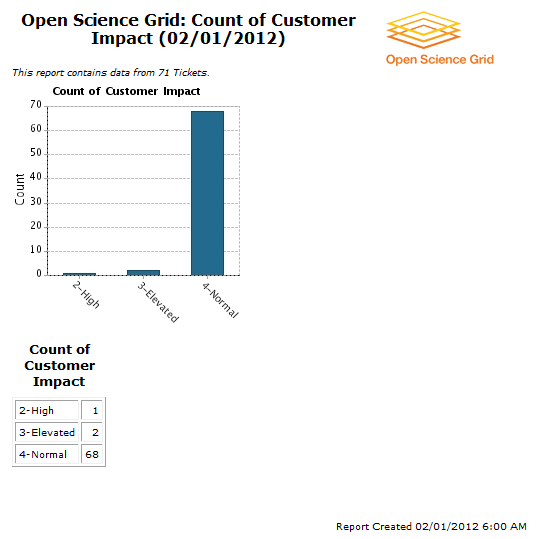 Open Science Grid: Count of Customer
Impact (02/01/2012)
Open Science Grid
This report contains data from 71 Tickets.
Count of Customer Impact
70
60
50
40
30
20
10
0
Count
2-High
3-Elevated
4-Normal
Count of
Customer
Impact
2-High 1
3-Elevated 2
4-Normal 68
Report Created 02/01/2012 6:00 AM